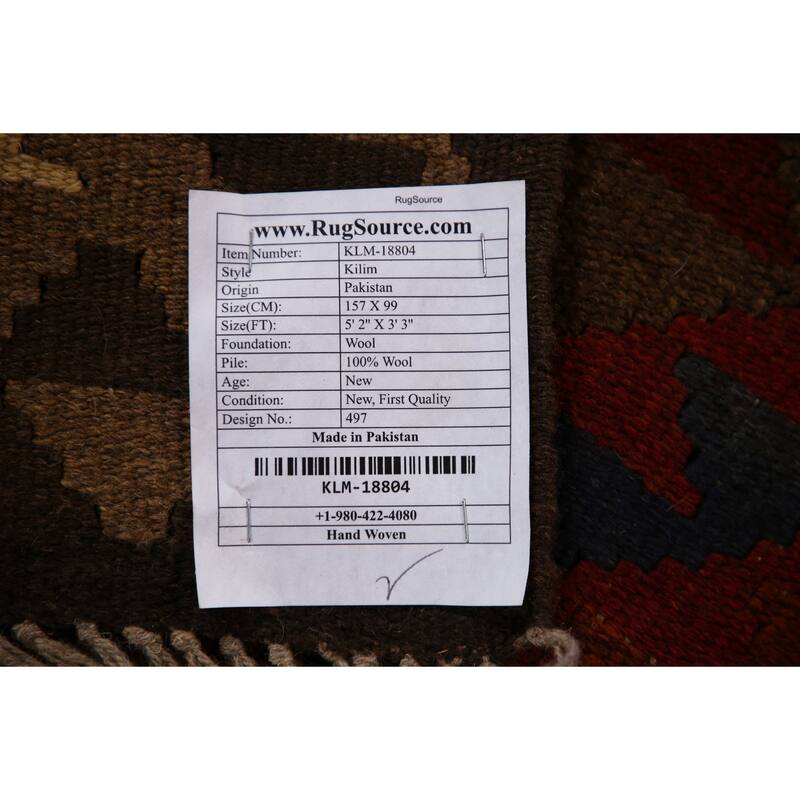 RugSource
www.RugSource.com
Item Number: KLM-18804
Style Kilim
Origin Pakistan
Size(CM): 157 X 99
Size(FT): 5' 2" X 3' 3"
Foundation: Wool
Pile: 100% Wool
Age: New
Condition: New, First Quality
Design No.: 497
Made in Pakistan
KLM-18804
+1-980-422-4080
Hand Woven